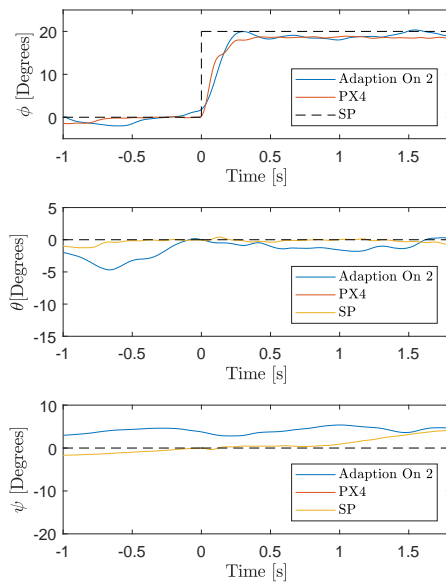 20
10
0
ϕ [Degrees]
Adaption On 2
PX4
SP
-1 -0.5 0 0.5 1 1.5
Time [s]
5
0
-5
-10
-15
θ[Degrees]
Adaption On 2
PX4
SP
-1 -0.5 0 0.5 1 1.5
Time [s]
10
0
-10
-20
ψ [Degrees]
Adaption On 2
PX4
SP
-1 -0.5 0 0.5 1 1.5
Time [s]